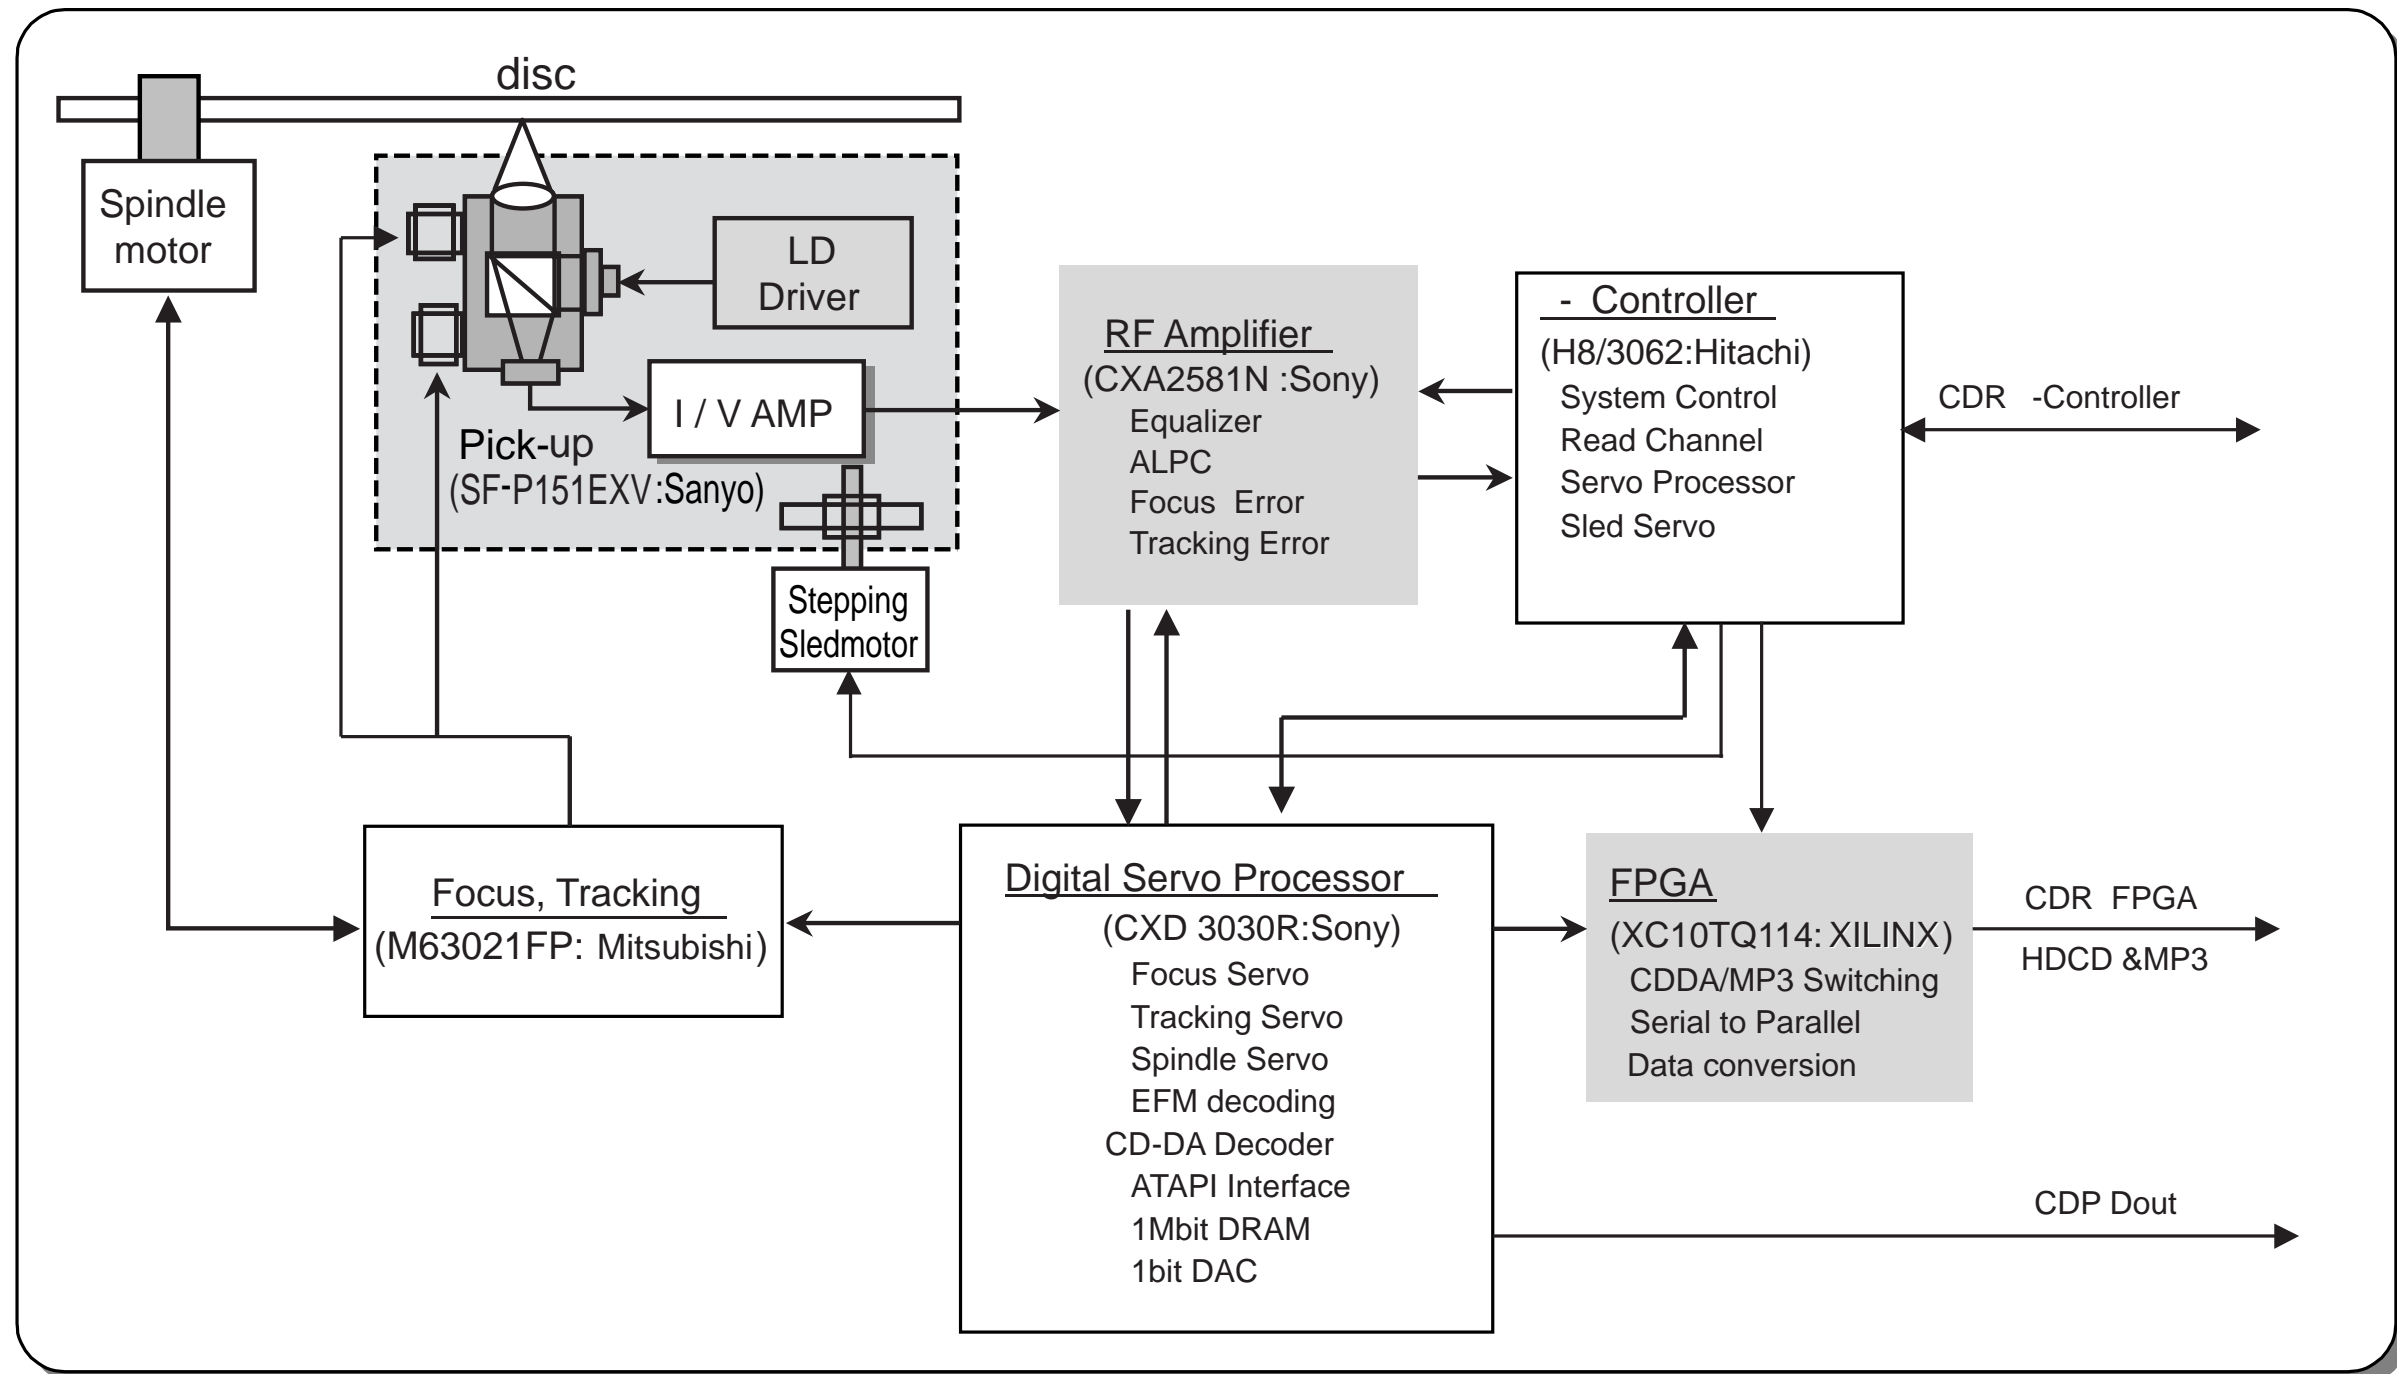 disc
Spindle
motor
LD
Driver
I / V AMP
Pick-up
(SF-P151EXV:Sanyo)
Stepping
Sledmotor
RF Amplifier
(CXA2581N :Sony)
Equalizer
ALPC
Focus Error
Tracking Error
- Controller
(H8/3062:Hitachi)
System Control
Read Channel
Servo Processor
Sled Servo
CDR -Controller
Focus, Tracking
(M63021FP: Mitsubishi)
Digital Servo Processor
(CXD 3030R:Sony)
Focus Servo
Tracking Servo
Spindle Servo
EFM decoding
CD-DA Decoder
ATAPI Interface
1Mbit DRAM
1bit DAC
FPGA
(XC10TQ114: XILINX)
CDDA/MP3 Switching
Serial to Parallel
Data conversion
CDR FPGA
HDCD &MP3
CDP Dout